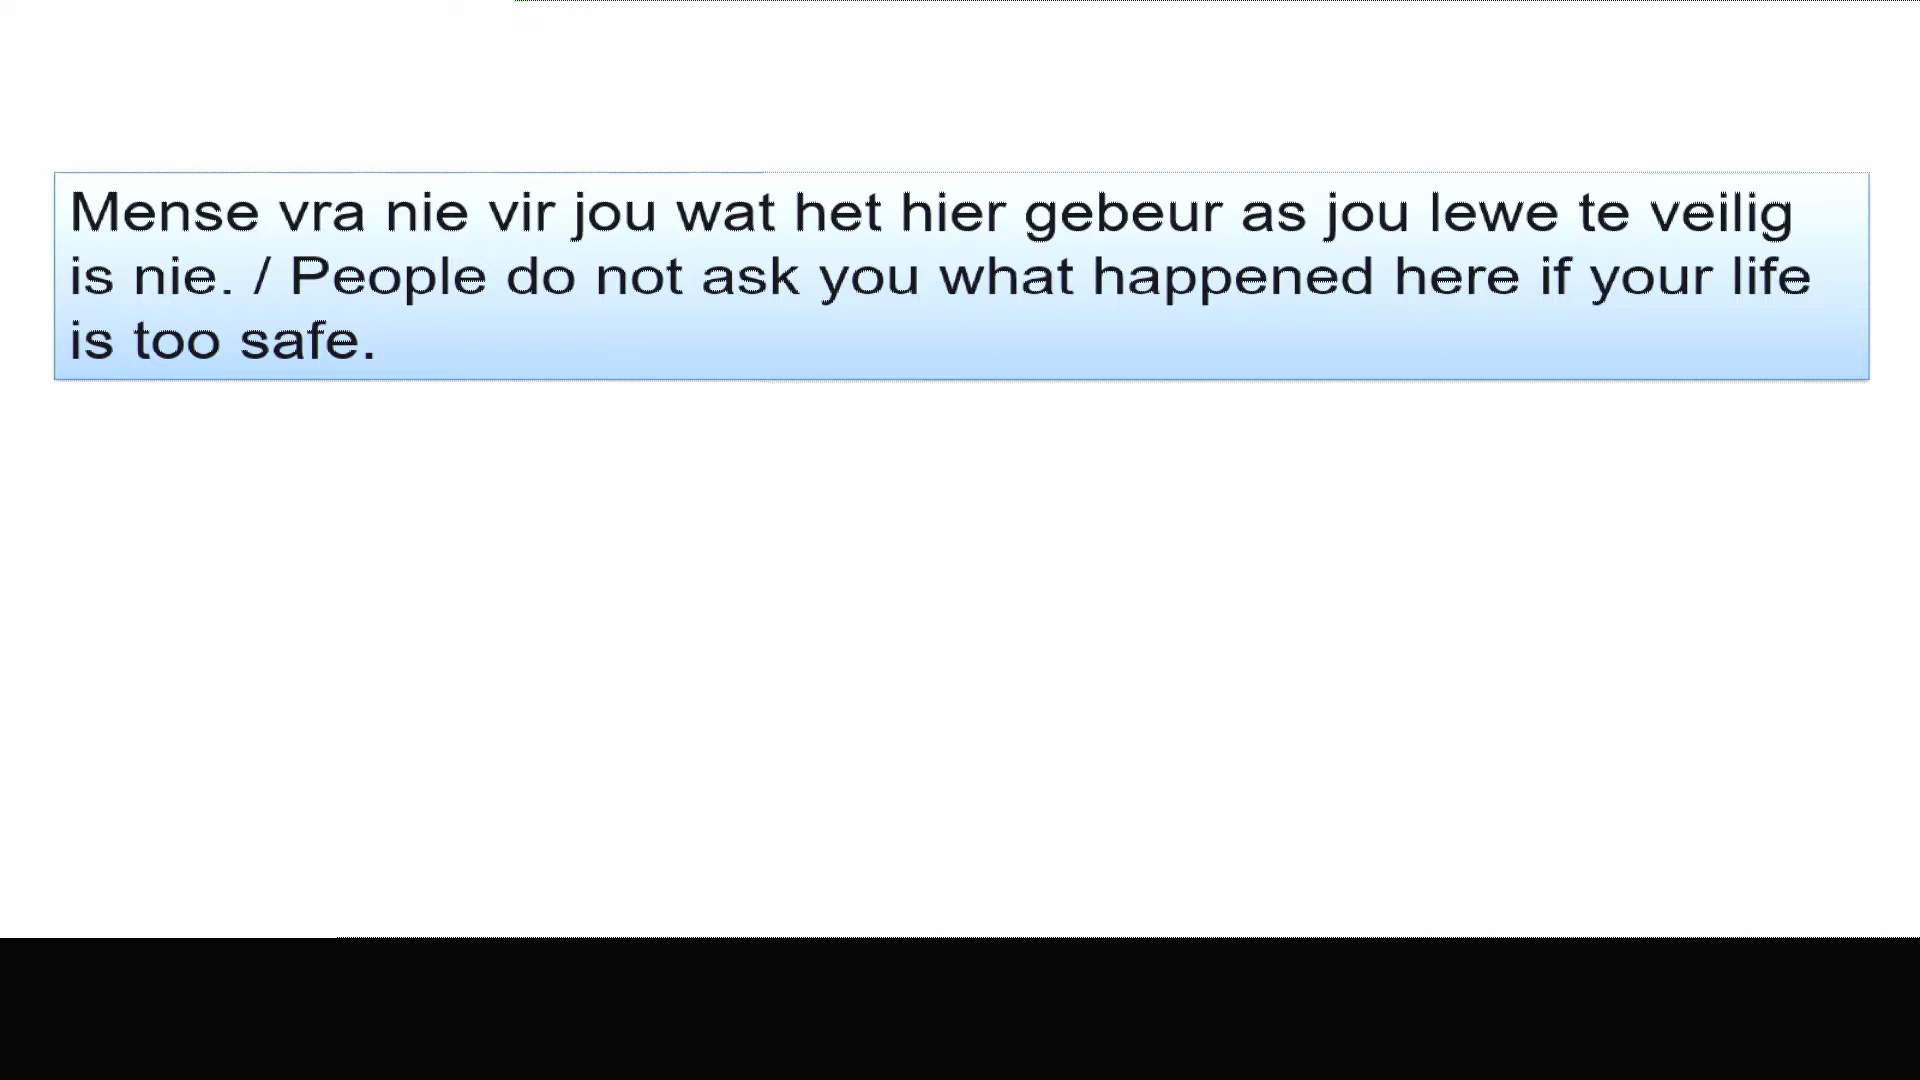 Mense vra nie vir jou wat het hier gebeur as jou lewe te veilig
is nie. / People do not ask you what happened here if your life
is too safe.